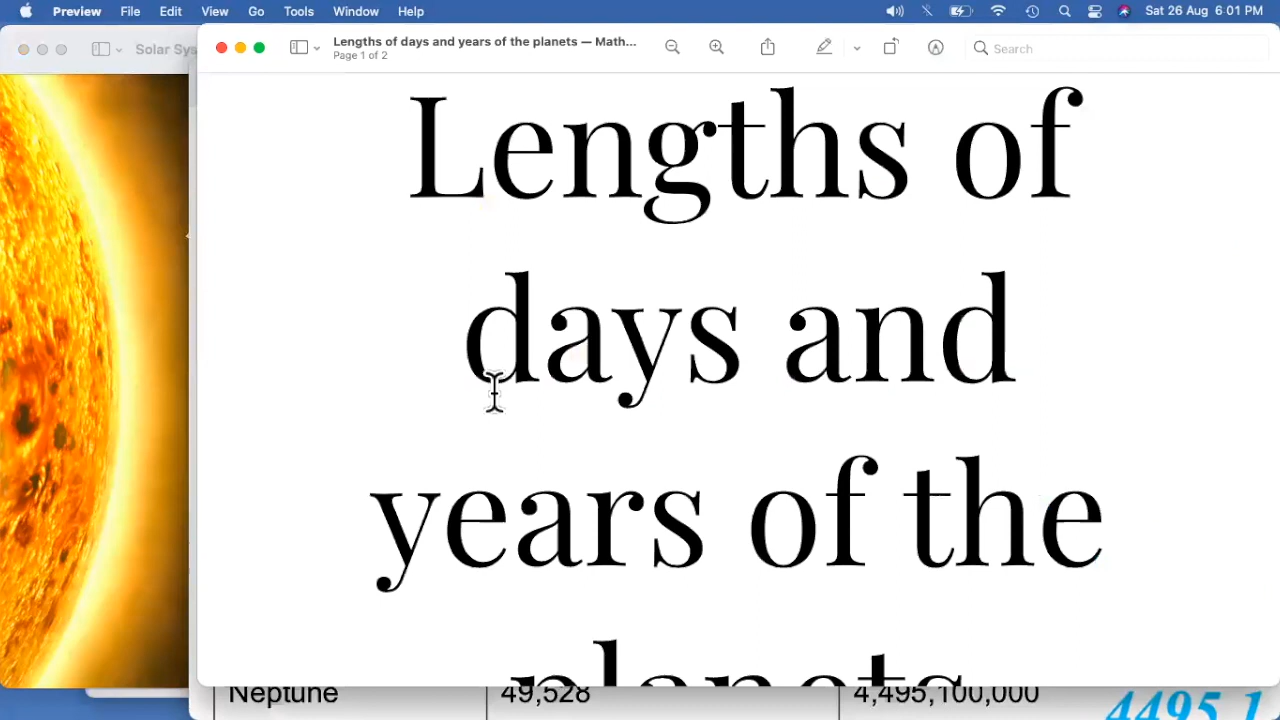 Preview File Edit View Go Tools Window Help Sat 26 Aug 6:01 PM
Solar Sys
Lengths of days and years of the planets — Math...
Page 1 of 2
Search
Lengths of
days and
years of the
planets
Neptune 49,528 4,495,100,000
4495.1